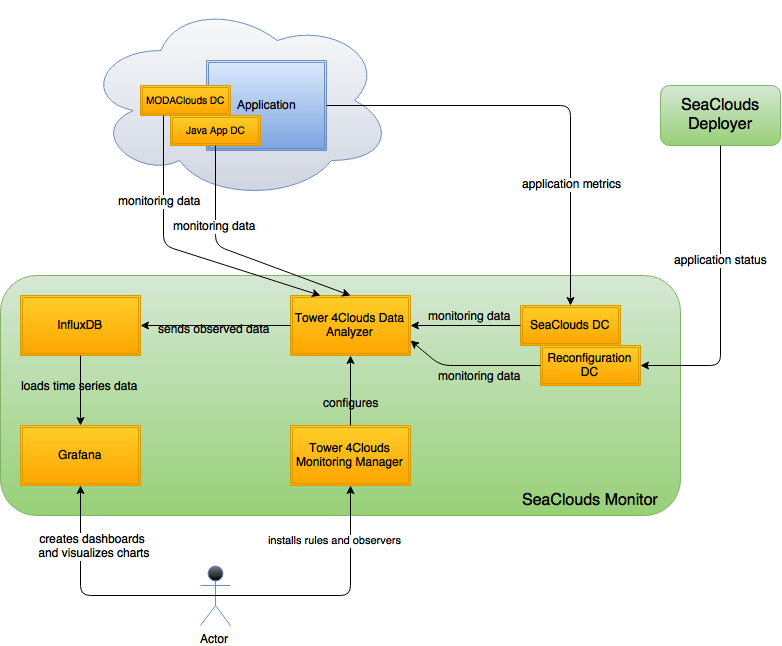 MODAClouds DC
Application
Java App DC
SeaClouds
Deployer
monitoring data
application metrics
monitoring data
application status
InfluxDB
Tower 4Clouds Data
Analyzer
sends observed data
monitoring data
SeaClouds DC
Reconfiguration
DC
monitoring data
loads time series data
configures
Grafana
Tower 4Clouds
Monitoring Manager
SeaClouds Monitor
creates dashboards
and visualizes charts
installs rules and observers
Actor